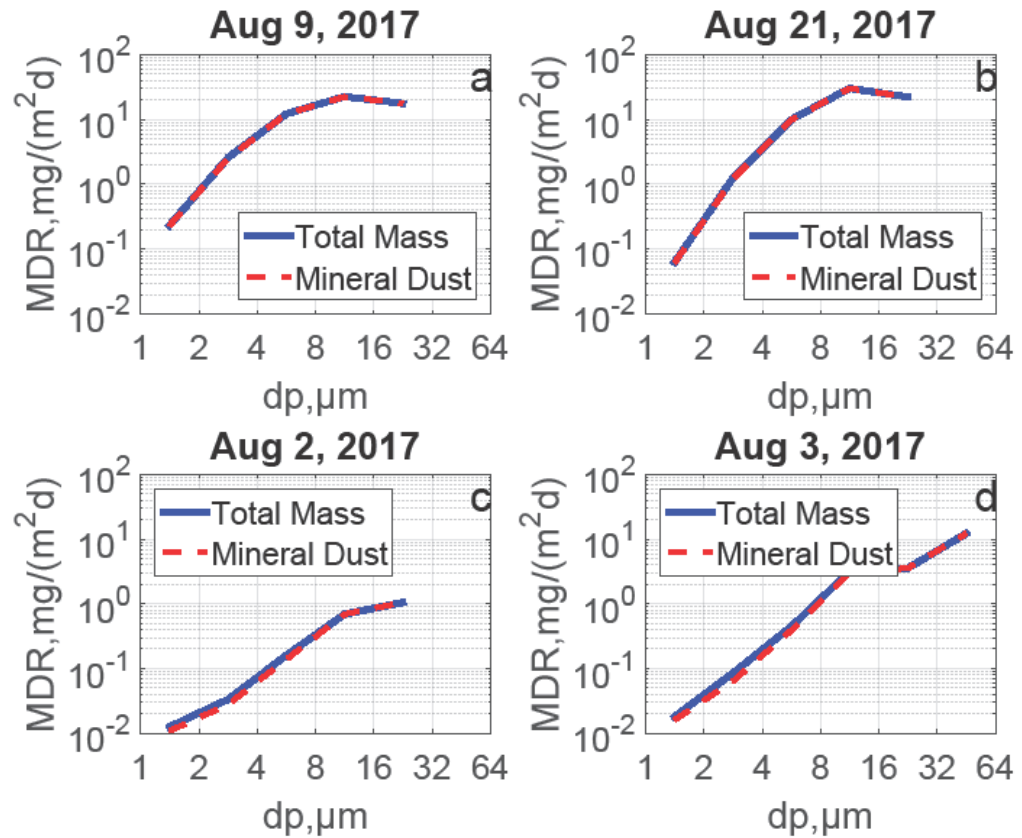 Aug 9, 2017
a
MDR,mg/(m²d)
10²
10¹
10⁰
10⁻¹
10⁻²
Total Mass
Mineral Dust
1 2 4 8 16 32 64
dp,µm
Aug 21, 2017
b
MDR,mg/(m²d)
10²
10¹
10⁰
10⁻¹
10⁻²
Total Mass
Mineral Dust
1 2 4 8 16 32 64
dp,µm
Aug 2, 2017
c
MDR,mg/(m²d)
10²
10¹
10⁰
10⁻¹
10⁻²
Total Mass
Mineral Dust
1 2 4 8 16 32 64
dp,µm
Aug 3, 2017
d
MDR,mg/(m²d)
10²
10¹
10⁰
10⁻¹
10⁻²
Total Mass
Mineral Dust
1 2 4 8 16 32 64
dp,µm